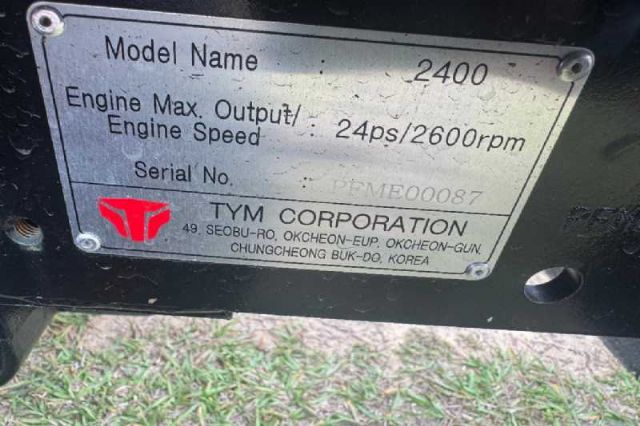 Model Name : 2400
Engine Max. Output/
Engine Speed : 24ps/2600rpm
Serial No. : PFME00087
TYM CORPORATION
49, SEOBU-RO, OKCHEON-EUP, OKCHEON-GUN,
CHUNGCHEONG BUK-DO, KOREA